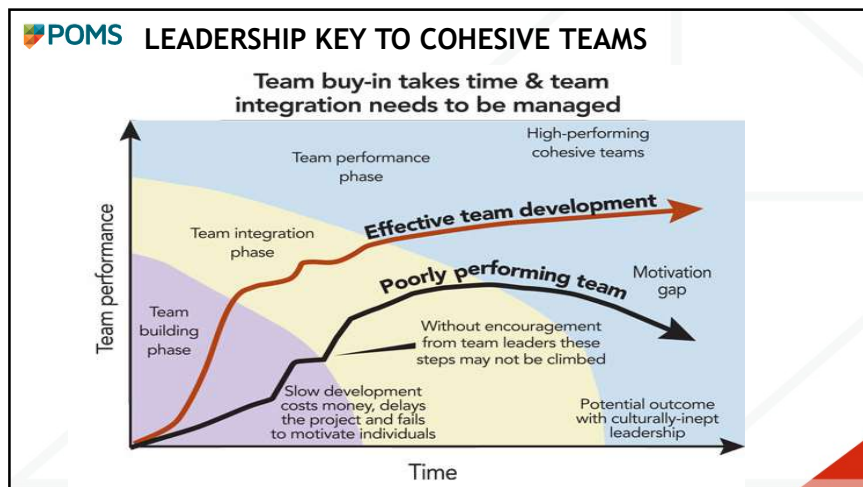 POMS LEADERSHIP KEY TO COHESIVE TEAMS
Team buy-in takes time & team
integration needs to be managed
High-performing
cohesive teams
Team performance
phase
Effective team development
Team integration
phase
Poorly performing team
Motivation
gap
Team
building
phase
Without encouragement
from team leaders these
steps may not be climbed
Slow development
costs money, delays
the project and fails
to motivate individuals
Potential outcome
with culturally-inept
leadership
Team performance
Time